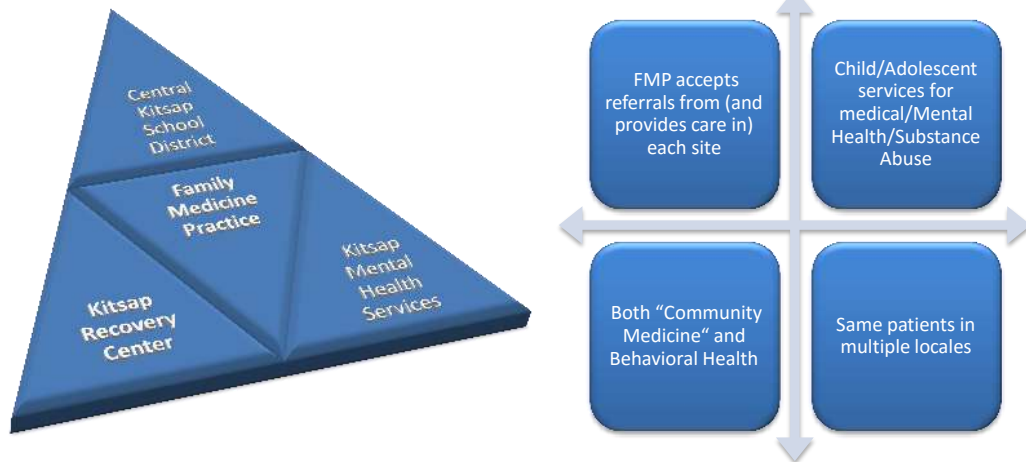 Central
Kitsap
School
District
Family
Medicine
Practice
Kitsap
Recovery
Center
Kitsap
Mental
Health
Services
FMP accepts
referrals from (and
provides care in)
each site
Child/Adolescent
services for
medical/Mental
Health/Substance
Abuse
Both “Community
Medicine“ and
Behavioral Health
Same patients in
multiple locales